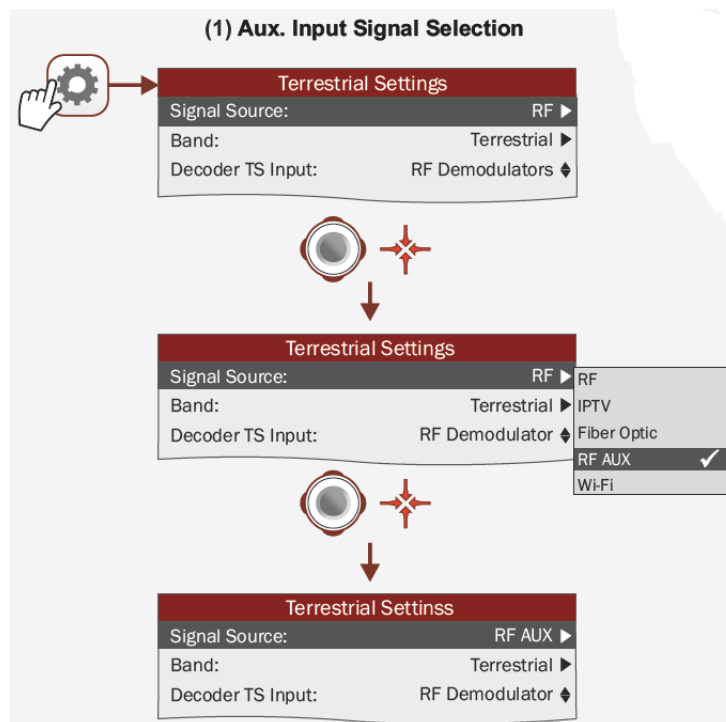 (1) Aux. Input Signal Selection
Terrestrial Settings
Signal Source: RF
Band: Terrestrial
Decoder TS Input: RF Demodulators
Terrestrial Settings
Signal Source: RF
Band: Terrestrial
Decoder TS Input: RF Demodulator
RF
IPTV
Fiber Optic
RF AUX
Wi-Fi
Terrestrial Settinss
Signal Source: RF AUX
Band: Terrestrial
Decoder TS Input: RF Demodulator